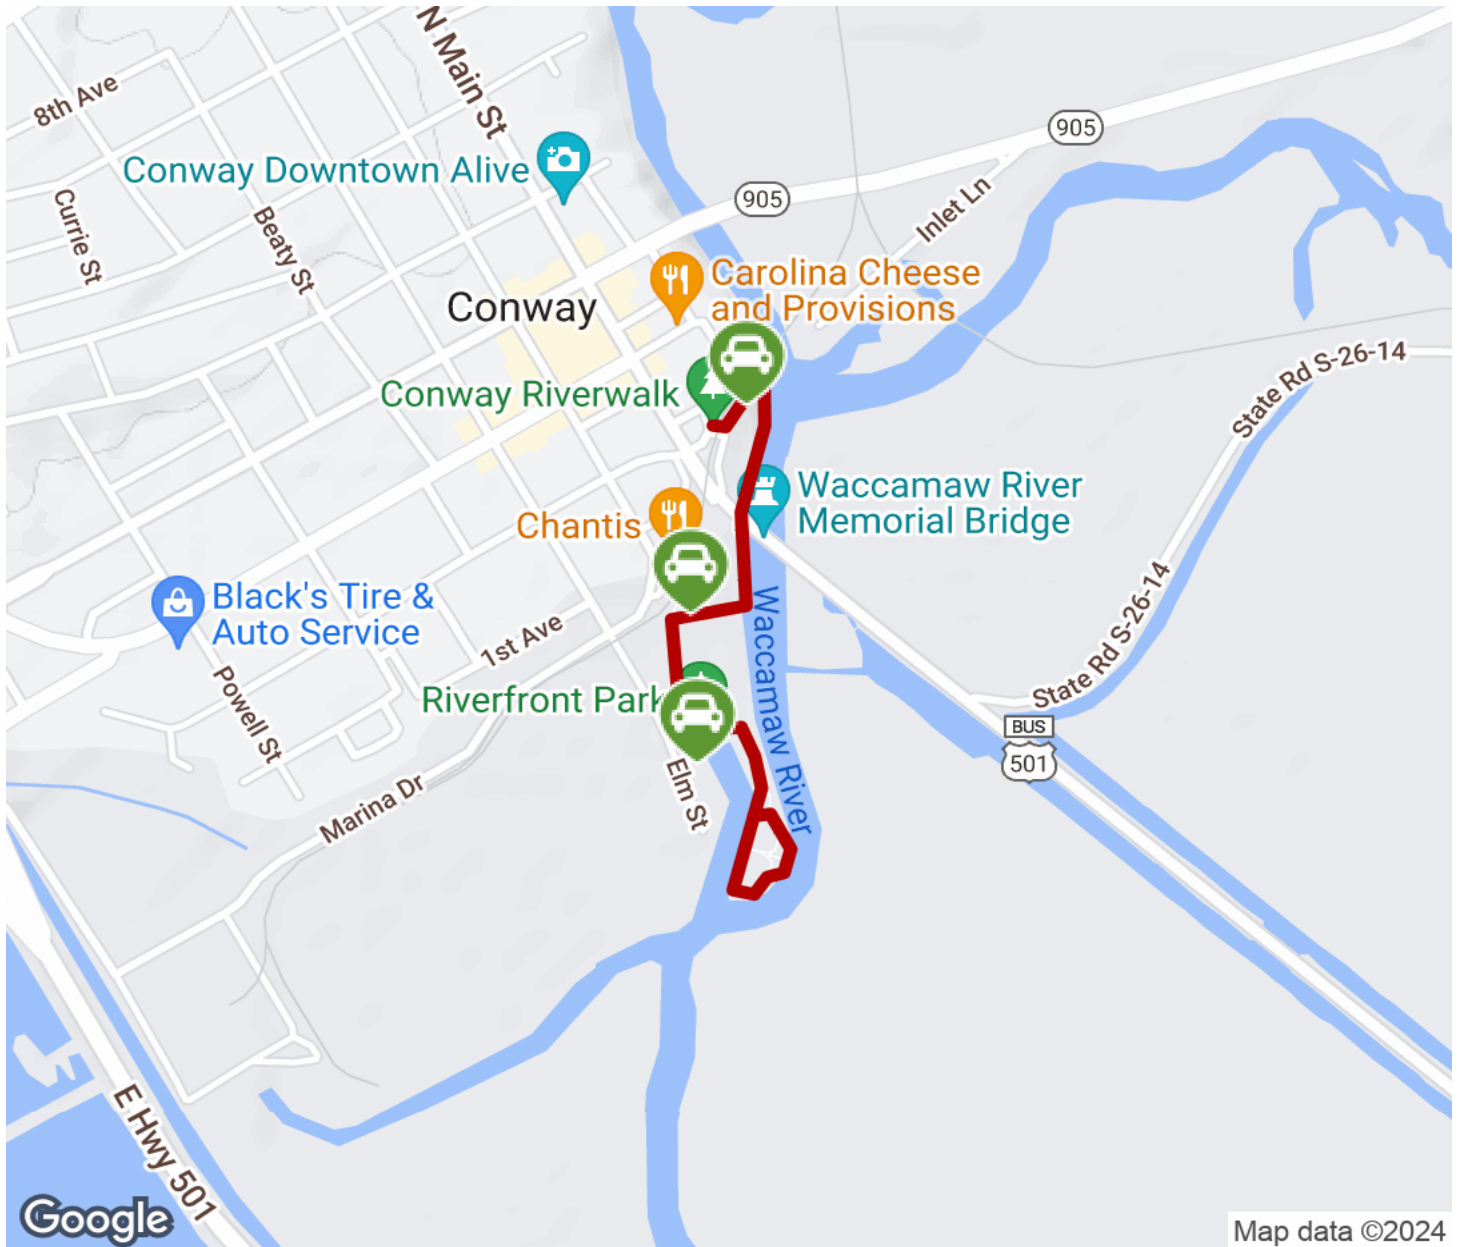 N Main St
8th Ave
905
Conway Downtown Alive
905
Currie St
Beaty St
Inlet Ln
Carolina Cheese
and Provisions
Conway
State Rd S-26-14
Conway Riverwalk
Waccamaw River
Memorial Bridge
Chantis
Black's Tire &
Auto Service
1st Ave
Waccamaw River
State Rd S-26-14
Powell St
Riverfront Park
BUS
501
Elm St
Marina Dr
E Hwy 501
Google
Map data ©2024